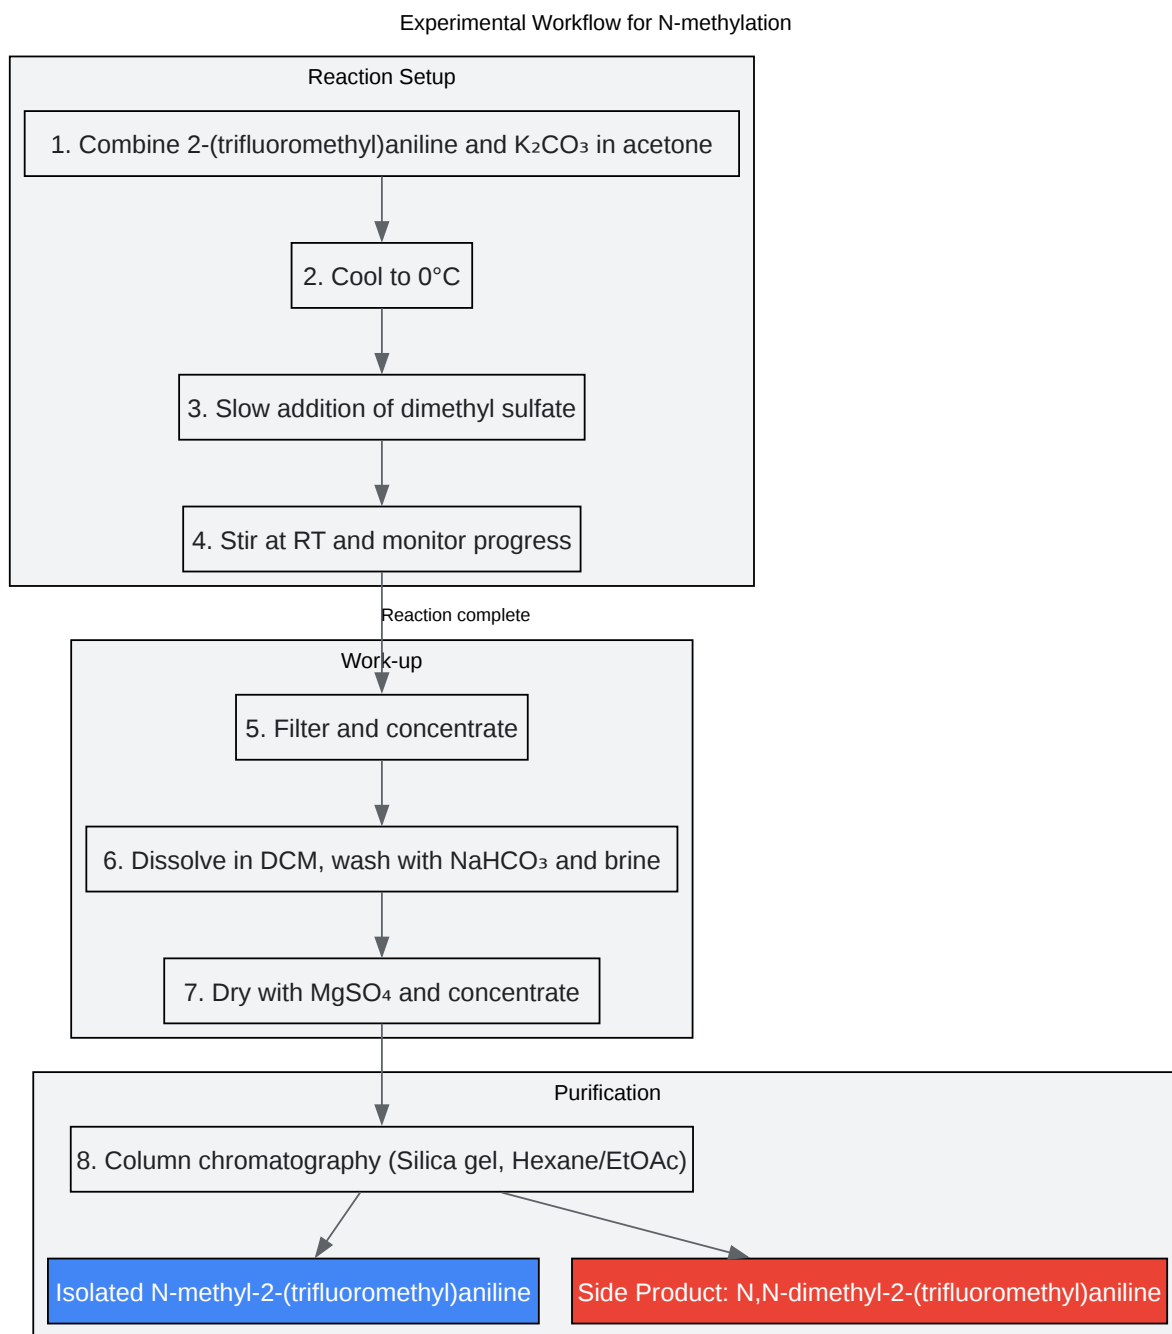 Experimental Workflow for N-methylation
Reaction Setup
1. Combine 2-(trifluoromethyl)aniline and K₂CO₃ in acetone
2. Cool to 0°C
3. Slow addition of dimethyl sulfate
4. Stir at RT and monitor progress
Reaction complete
Work-up
5. Filter and concentrate
6. Dissolve in DCM, wash with NaHCO₃ and brine
7. Dry with MgSO₄ and concentrate
Purification
8. Column chromatography (Silica gel, Hexane/EtOAc)
Isolated N-methyl-2-(trifluoromethyl)aniline
Side Product: N,N-dimethyl-2-(trifluoromethyl)aniline